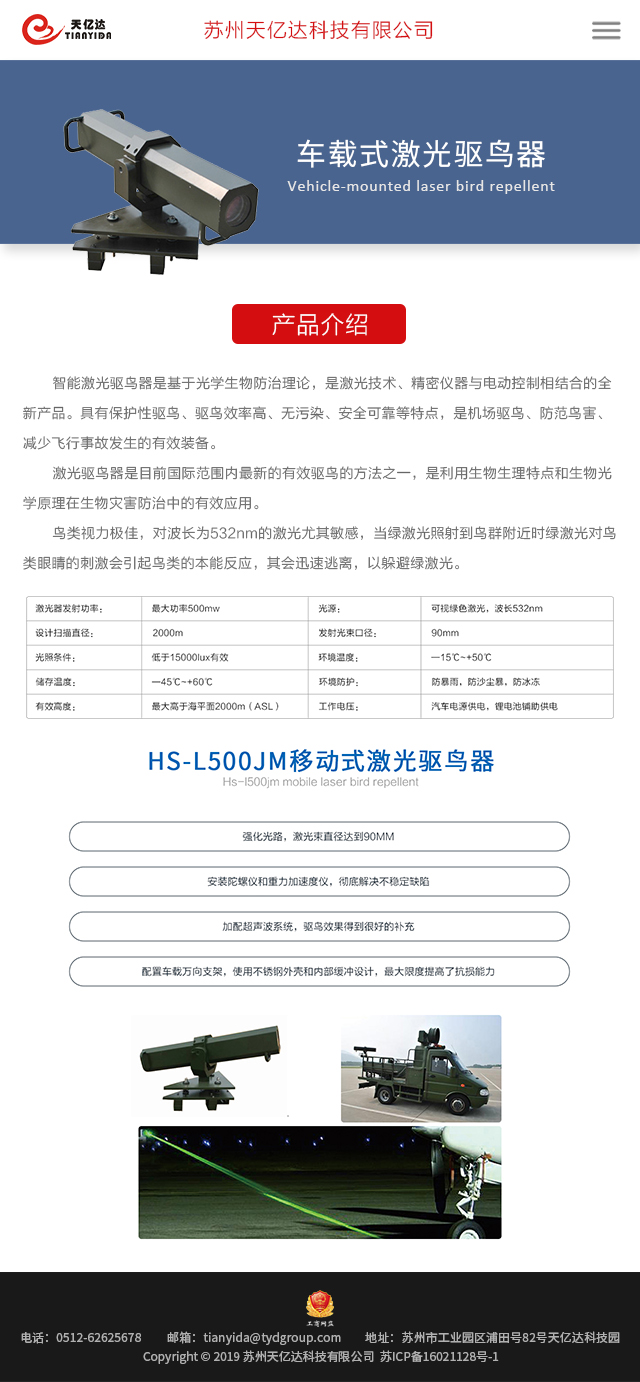 天亿达
TIANYIDA
苏州天亿达科技有限公司
车载式激光驱鸟器
Vehicle-mounted laser bird repellent
产品介绍
智能激光驱鸟器是基于光学生物防治理论，是激光技术、精密仪器与电动控制相结合的全
新产品。具有保护性驱鸟、驱鸟效率高、无污染、安全可靠等特点，是机场驱鸟、防范鸟害、
减少飞行事故发生的有效装备。
激光驱鸟器是目前国际范围内最新的有效驱鸟的方法之一，是利用生物生理特点和生物光
学原理在生物灾害防治中的有效应用。
鸟类视力极佳，对波长为532nm的激光尤其敏感，当绿激光照射到鸟群附近时绿激光对鸟
类眼睛的刺激会引起鸟类的本能反应，其会迅速逃离，以躲避绿激光。
激光器发射功率： 最大功率500mw 光源： 可视绿色激光，波长532nm
设计扫描直径： 2000m 发射光束口径： 90mm
光照条件： 低于15000lux有效 环境温度： —15℃~+50℃
储存温度： —45℃~+60℃ 环境防护： 防暴雨，防沙尘暴，防冰冻
有效高度： 最大高于海平面2000m（ASL） 工作电压： 汽车电源供电，锂电池辅助供电
HS-L500JM移动式激光驱鸟器
Hs-l500jm mobile laser bird repellent
强化光路，激光束直径达到90MM
安装陀螺仪和重力加速度仪，彻底解决不稳定缺陷
加配超声波系统，驱鸟效果得到很好的补充
配置车载万向支架，使用不锈钢外壳和内部缓冲设计，最大限度提高了抗损能力
工商网监
电话：0512-62625678 邮箱：tianyida@tydgroup.com 地址：苏州市工业园区浦田号82号天亿达科技园
Copyright © 2019 苏州天亿达科技有限公司 苏ICP备16021128号-1